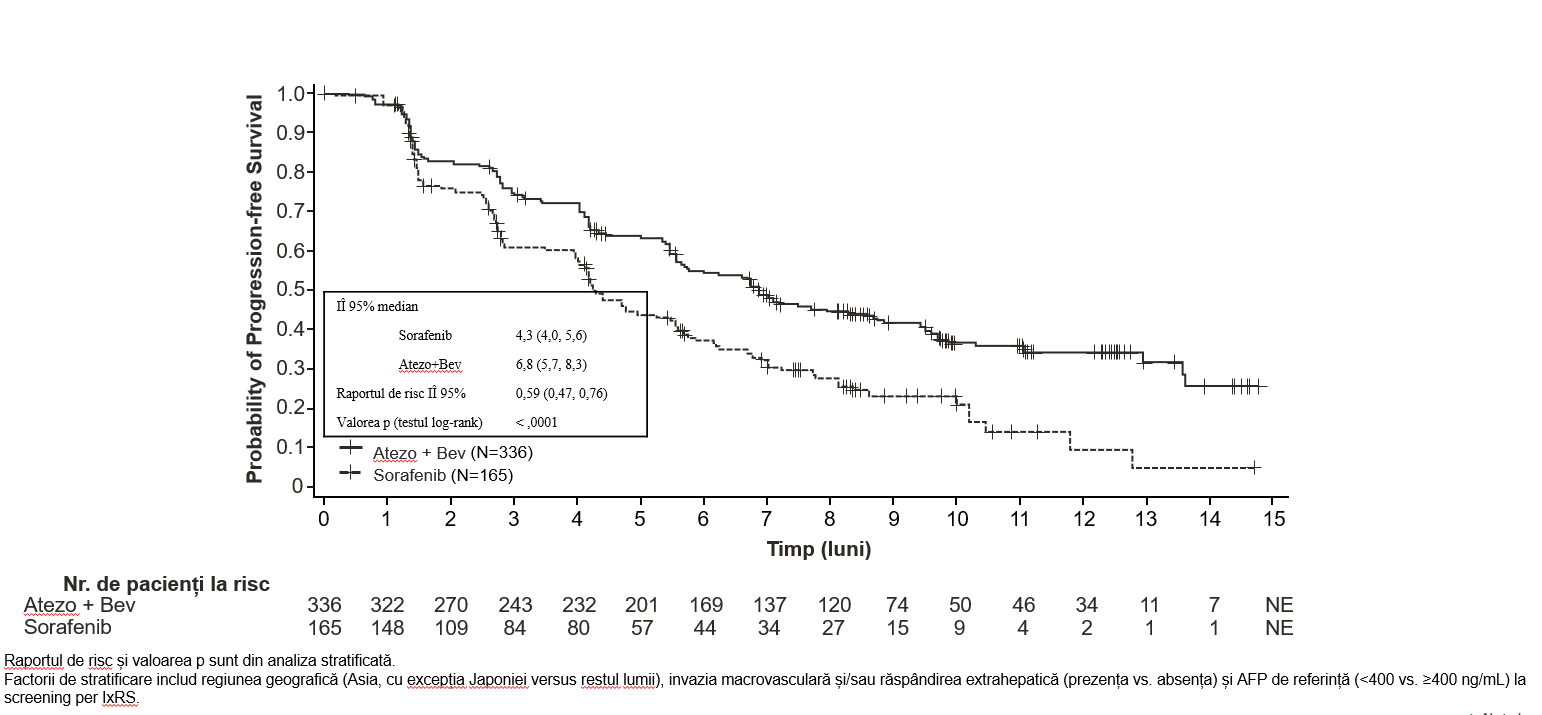 Probability of Progression-free Survival
1.0
0.9
0.8
0.7
0.6
0.5
0.4
0.3
0.2
0.1
0
IÎ 95% median
Sorafenib 4,3 (4,0, 5,6)
Atezo+Bev 6,8 (5,7, 8,3)
Raportul de risc IÎ 95% 0,59 (0,47, 0,76)
Valorea p (testul log-rank) < ,0001
Atezo + Bev (N=336)
Sorafenib (N=165)
0 1 2 3 4 5 6 7 8 9 10 11 12 13 14 15
Timp (luni)
Nr. de pacienți la risc
Atezo + Bev 336 322 270 243 232 201 169 137 120 74 50 46 34 11 7 NE
Sorafenib 165 148 109 84 80 57 44 34 27 15 9 4 2 1 1 NE
Raportul de risc și valoarea p sunt din analiza stratificată.
Factorii de stratificare includ regiunea geografică (Asia, cu excepția Japoniei versus restul lumii), invazia macrovasculară și/sau răspândirea extrahepatică (prezența vs. absența) și AFP de referință (<400 vs. ≥400 ng/mL) la
screening per IxRS.